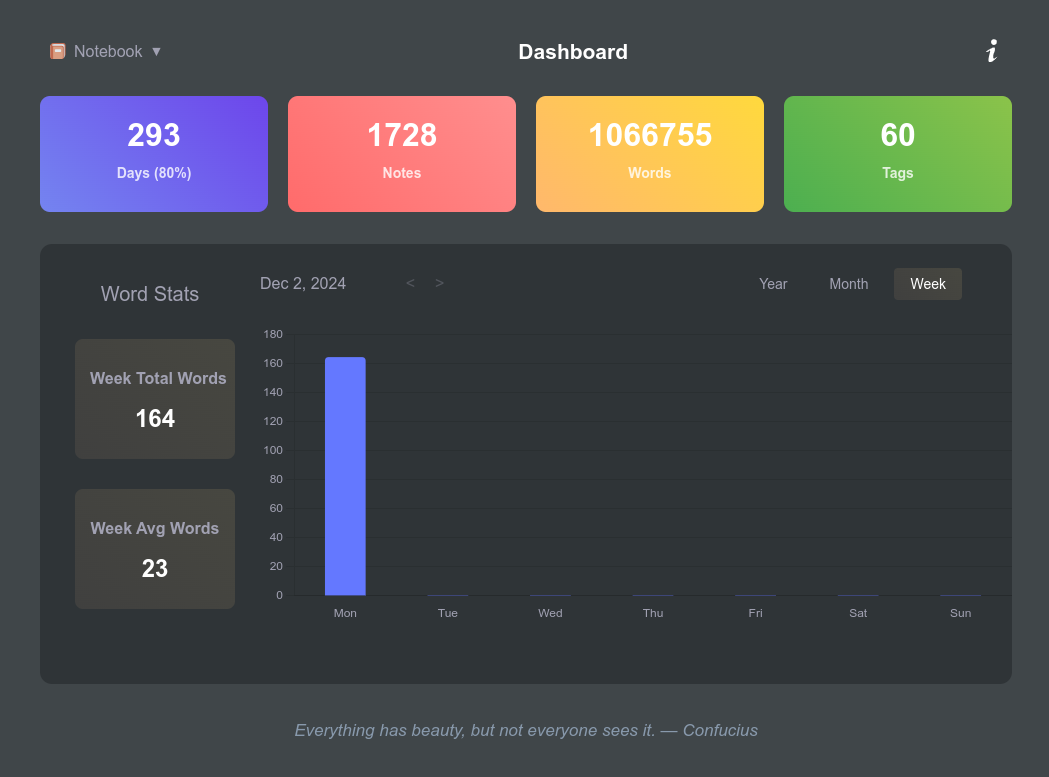 Notebook ▼
Dashboard
i
293
Days (80%)
1728
Notes
1066755
Words
60
Tags
Word Stats
Week Total Words
164
Week Avg Words
23
Dec 2, 2024 < >
Year Month Week
180
160
140
120
100
80
60
40
20
0
Mon Tue Wed Thu Fri Sat Sun
Everything has beauty, but not everyone sees it. — Confucius